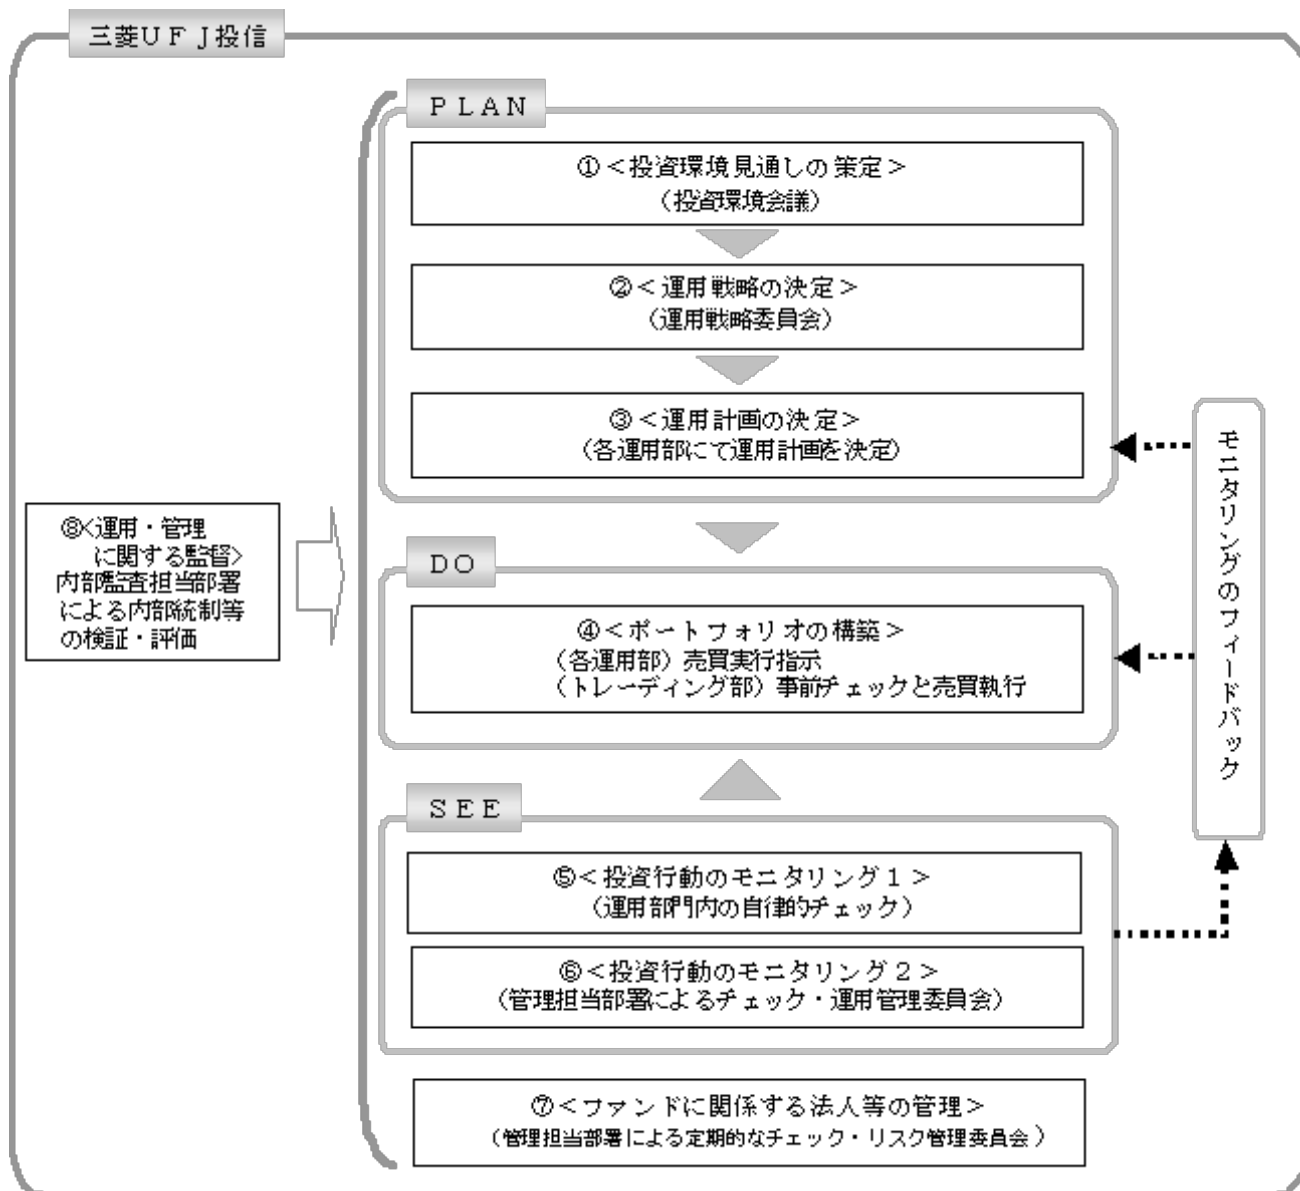 三菱ＵＦＪ投信
ＰＬＡＮ
①＜投資環境見通しの策定＞
（投資環境会議）
②＜運用戦略の決定＞
（運用戦略委員会）
③＜運用計画の決定＞
（各運用部にて運用計画を決定）
⑧＜運用・管理
に関する監督＞
内部監査担当部署
による内部統制等
の検証・評価
ＤＯ
④＜ポートフォリオの構築＞
（各運用部）売買実行指示
（トレーディング部）事前チェックと売買執行
モニタリングのフィードバック
ＳＥＥ
⑤＜投資行動のモニタリング１＞
（運用部門内の自律的チェック）
⑥＜投資行動のモニタリング２＞
（管理担当部署によるチェック・運用管理委員会）
⑦＜ファンドに関係する法人等の管理＞
（管理担当部署による定期的なチェック・リスク管理委員会）